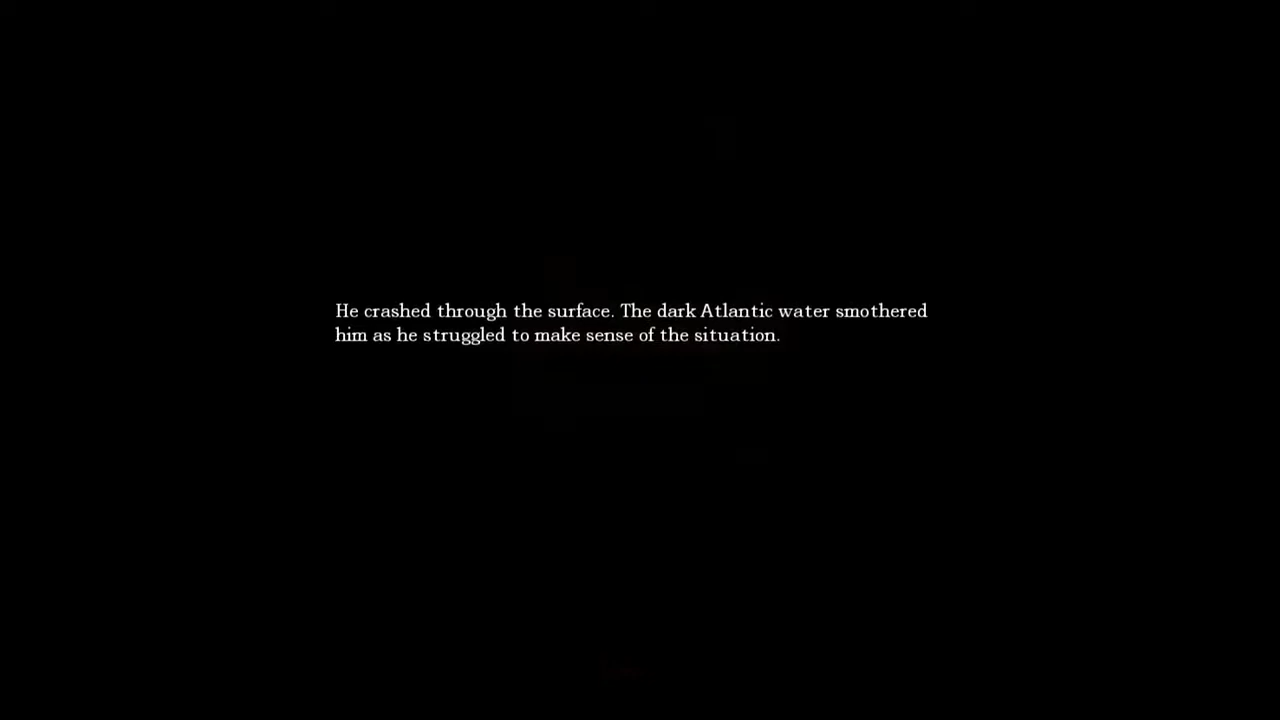 He crashed through the surface. The dark Atlantic water smothered
him as he struggled to make sense of the situation.